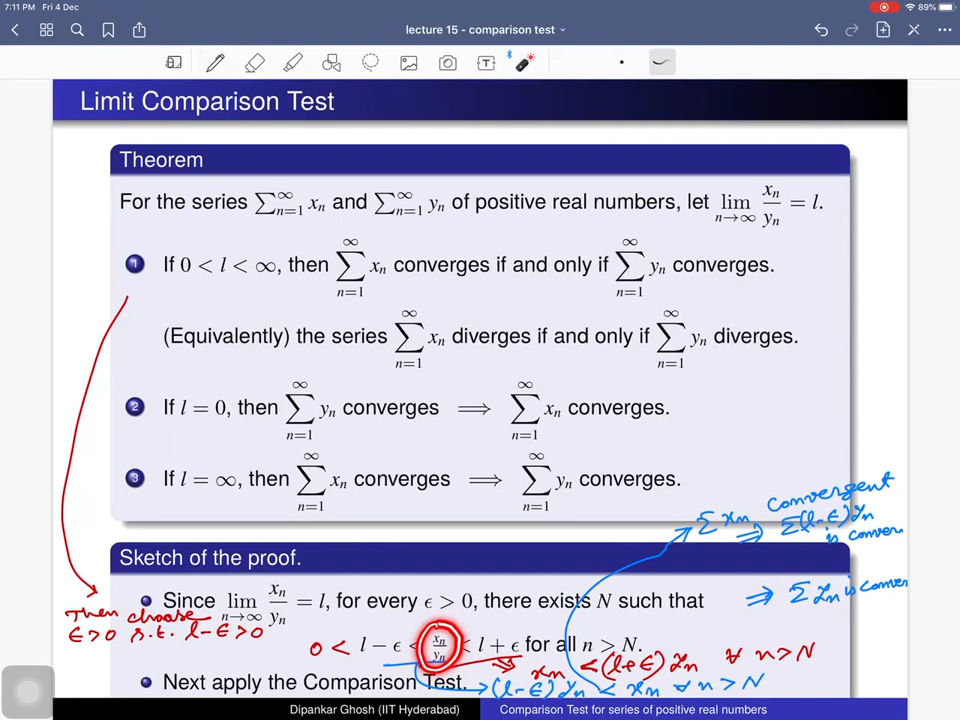 7:11 PM Fri 4 Dec
89%
lecture 15 - comparison test
Limit Comparison Test
Theorem
For the series ∑_{n=1}^{∞} x_n and ∑_{n=1}^{∞} y_n of positive real numbers, let lim_{n→∞} x_n/y_n = l.
1 If 0 < l < ∞, then ∑_{n=1}^{∞} x_n converges if and only if ∑_{n=1}^{∞} y_n converges.
(Equivalently) the series ∑_{n=1}^{∞} x_n diverges if and only if ∑_{n=1}^{∞} y_n diverges.
2 If l = 0, then ∑_{n=1}^{∞} y_n converges ⟹ ∑_{n=1}^{∞} x_n converges.
3 If l = ∞, then ∑_{n=1}^{∞} x_n converges ⟹ ∑_{n=1}^{∞} y_n converges.
∑ x_n convergent
⇒ ∑(l-ϵ)y_n
is conver
⇒ ∑ y_n is conver
Sketch of the proof.
Since lim_{n→∞} x_n/y_n = l, for every ϵ > 0, there exists N such that
Then choose
ϵ>0 s.t. l-ϵ>0
0 < l − ϵ < x_n/y_n < l + ϵ for all n > N.
⇒ x_n < (l+ϵ) y_n ∀ n>N
Next apply the Comparison Test.
(l-ϵ) y_n < x_n ∀ n>N
Dipankar Ghosh (IIT Hyderabad)
Comparison Test for series of positive real numbers